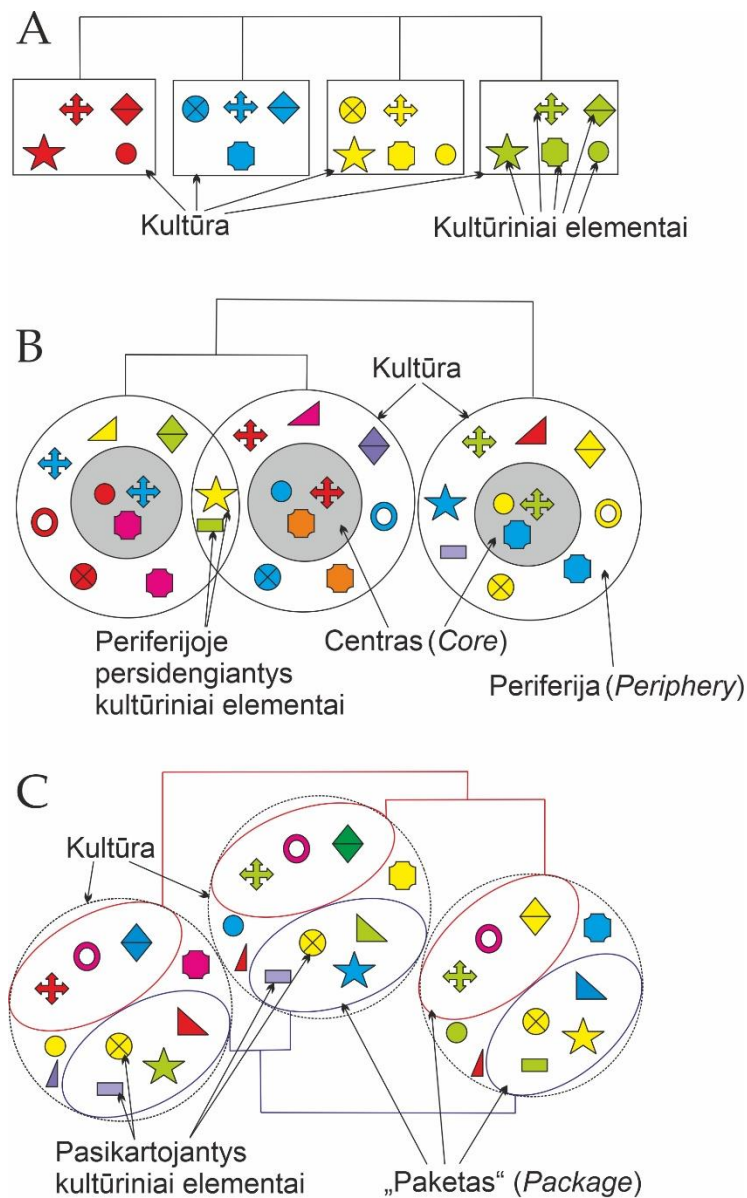 A
Kultūra
Kultūriniai elementai
B
Kultūra
Periferijoje
persidengiantys
kultūriniai elementai
Centras (Core)
Periferija (Periphery)
C
Kultūra
Pasikartojantys
kultūriniai elementai
„Paketas“ (Package)